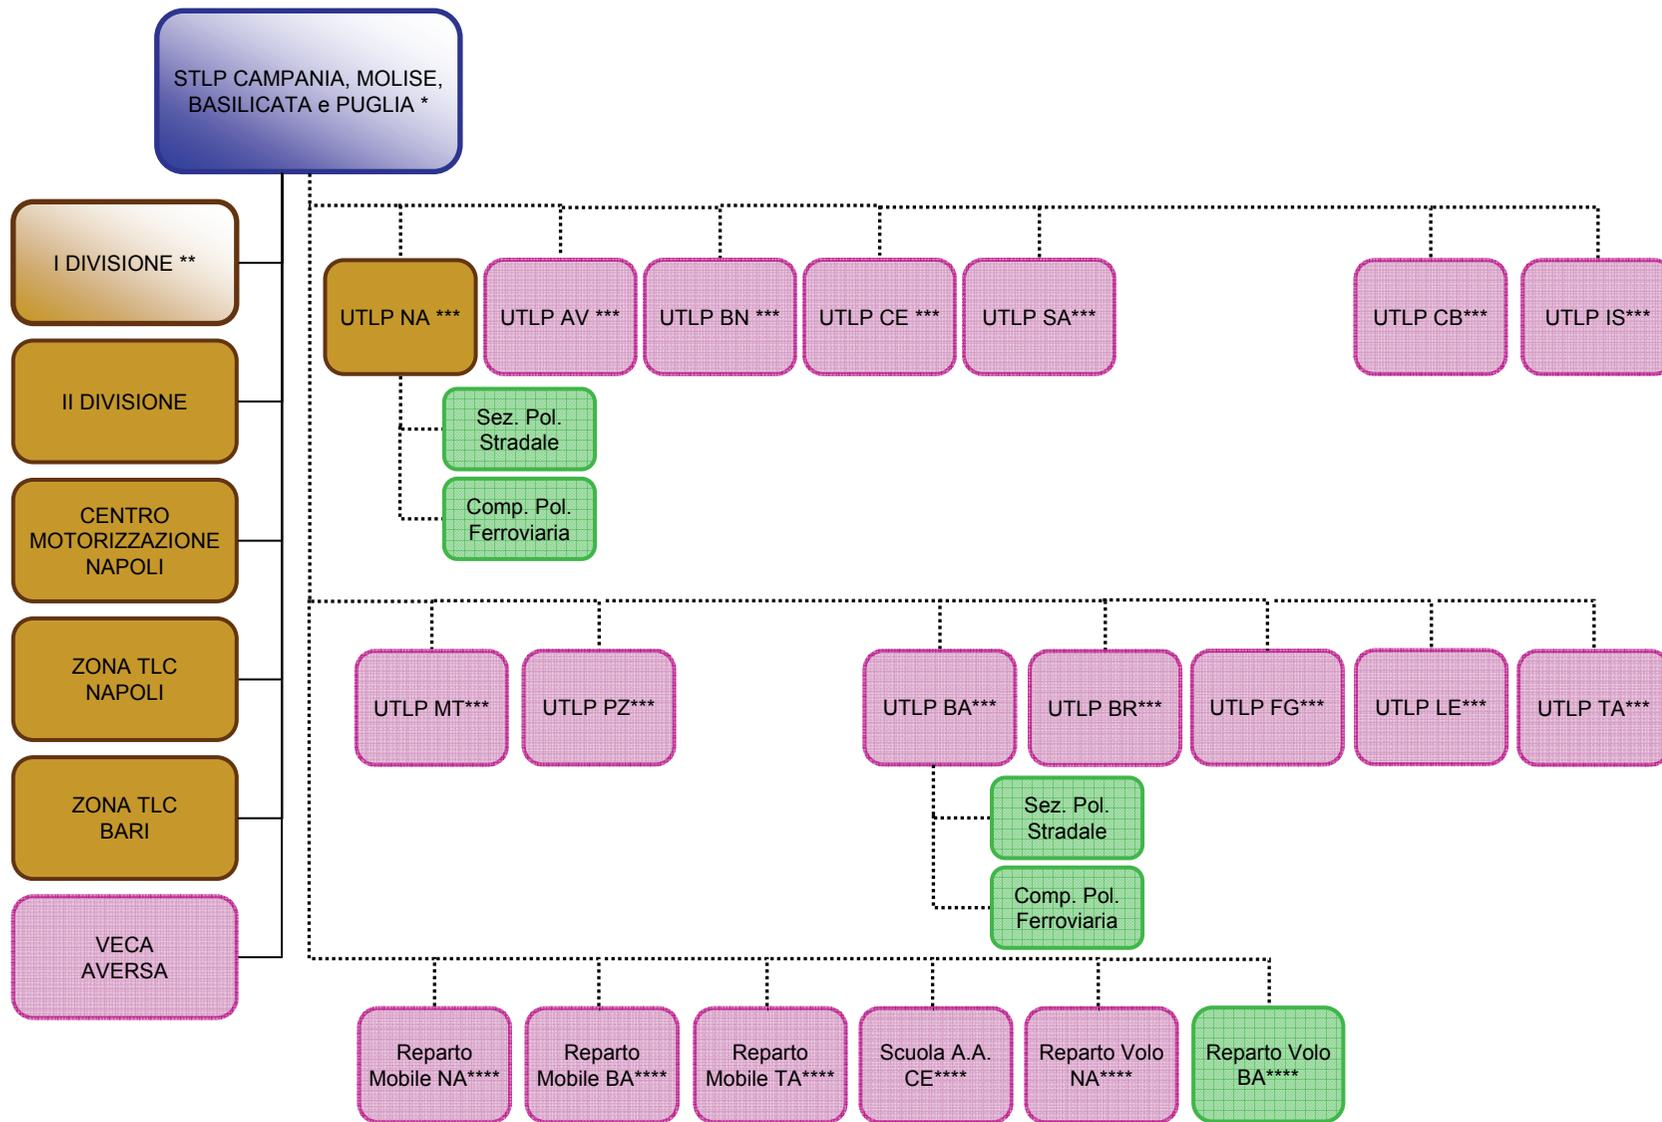 STLP CAMPANIA, MOLISE,
BASILICATA e PUGLIA *
I DIVISIONE **
II DIVISIONE
CENTRO
MOTORIZZAZIONE
NAPOLI
ZONA TLC
NAPOLI
ZONA TLC
BARI
VECA
AVERSA
UTLP NA ***
UTLP AV ***
UTLP BN ***
UTLP CE ***
UTLP SA***
UTLP CB***
UTLP IS***
Sez. Pol.
Stradale
Comp. Pol.
Ferroviaria
UTLP MT***
UTLP PZ***
UTLP BA***
UTLP BR***
UTLP FG***
UTLP LE***
UTLP TA***
Sez. Pol.
Stradale
Comp. Pol.
Ferroviaria
Reparto
Mobile NA****
Reparto
Mobile BA****
Reparto
Mobile TA****
Scuola A.A.
CE****
Reparto Volo
NA****
Reparto Volo
BA****